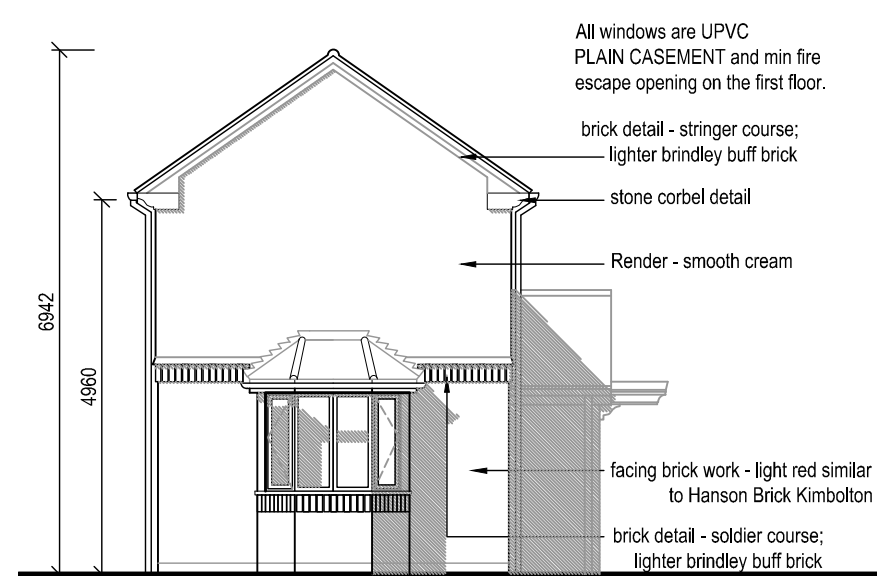 All windows are UPVC
PLAIN CASEMENT and min fire
escape opening on the first floor.
brick detail - stringer course;
lighter brindley buff brick
stone corbel detail
Render - smooth cream
6942
4960
facing brick work - light red similar
to Hanson Brick Kimbolton
brick detail - soldier course;
lighter brindley buff brick